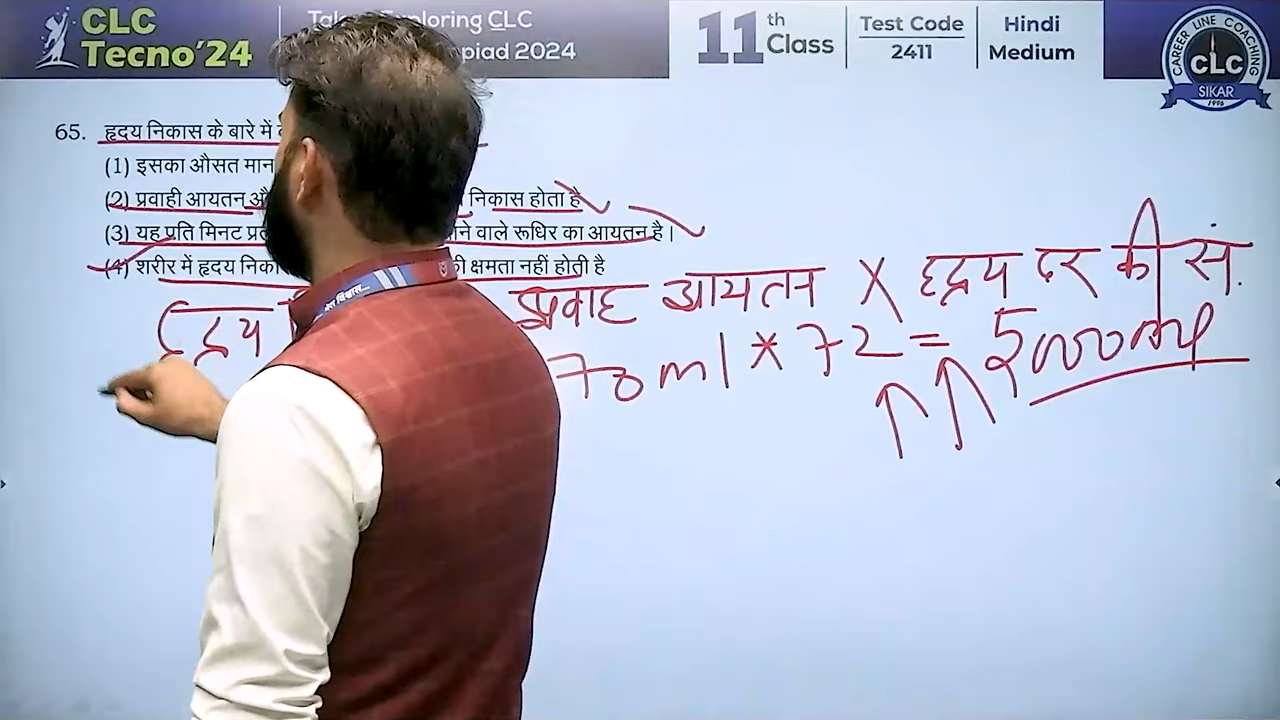 CLC
Tecno'24
Exploring CLC
2024
11th Class
Test Code
2411
Hindi
Medium
CAREER LINE COACHING
CLC
SIKAR
1996
65. हृदय निकास के बारे में
(1) इसका औसत मान
(2) प्रवाही आयतन निकास होता है
(3) यह प्रति मिनट वाले रूधिर का आयतन है।
(4) शरीर में हृदय की क्षमता नहीं होती है
हृदय प्रवाह आयतन X हृदय दर की सं.
70ml * 72 = 5000ml